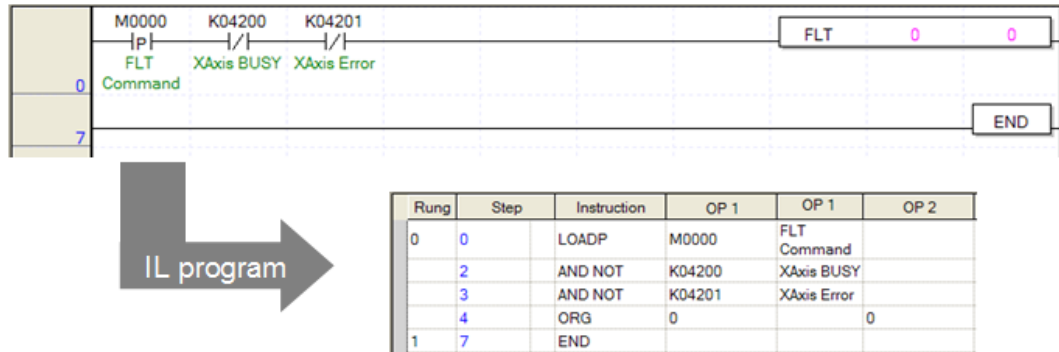 M0000 K04200 K04201
P
FLT 0 0
FLT XAxis BUSY XAxis Error
Command
0
END
7
IL program
Rung Step Instruction OP 1 OP 1 OP 2
0 0 LOADP M0000 FLT Command
2 AND NOT K04200 XAxis BUSY
3 AND NOT K04201 XAxis Error
4 ORG 0 0
1 7 END